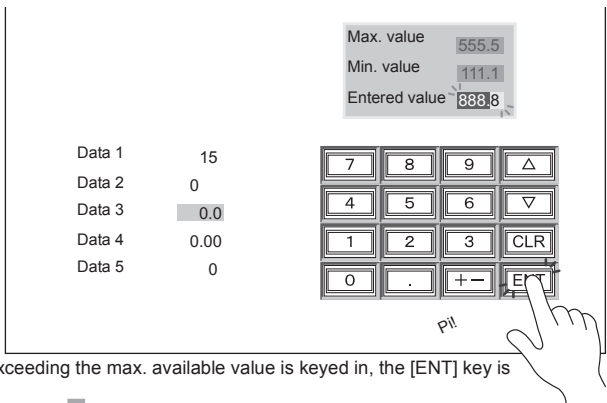 Max. value 555.5
Min. value 111.1
Entered value 888.8
Data 1 15
Data 2 0
Data 3 0.0
Data 4 0.00
Data 5 0
7 8 9 △
4 5 6 ▽
1 2 3 CLR
0 . +− ENT
Pi!
xceeding the max. available value is keyed in, the [ENT] key is